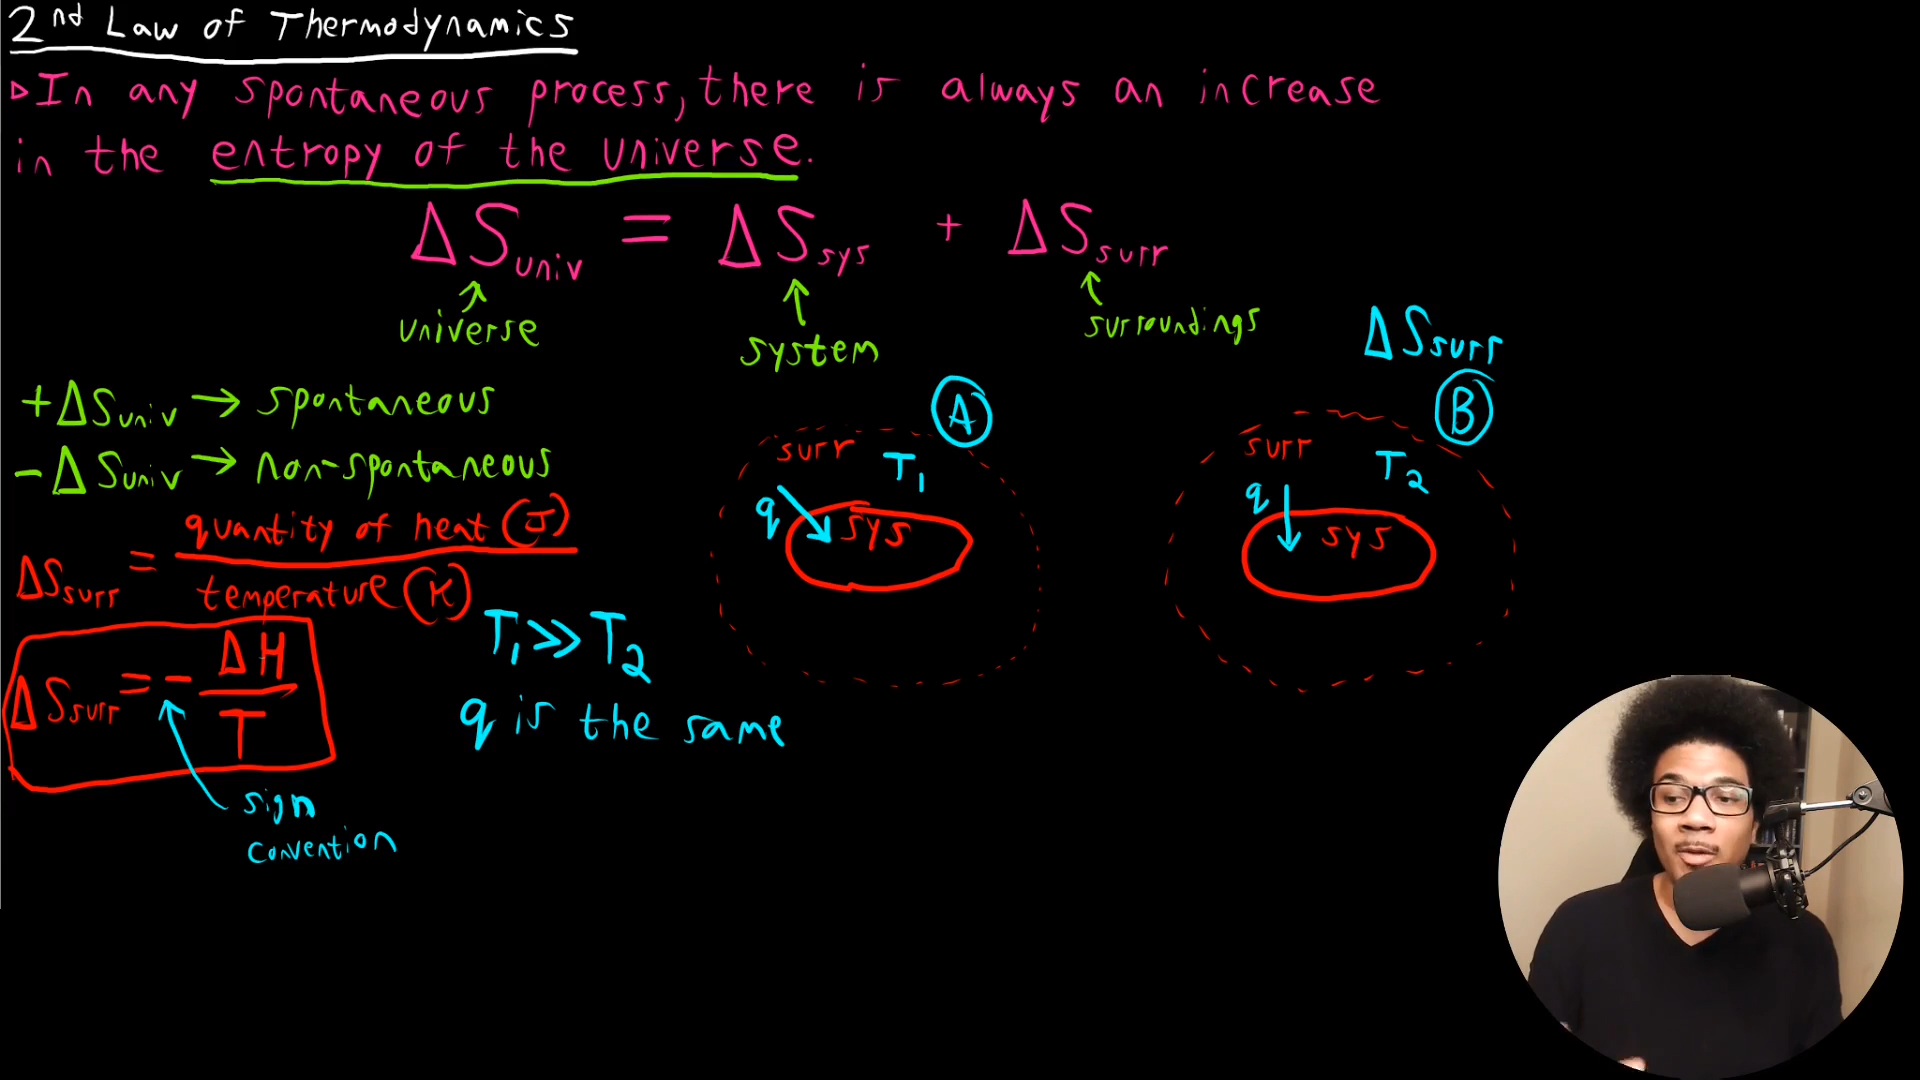 2nd Law of Thermodynamics
▹In any spontaneous process, there is always an increase
in the entropy of the universe.
ΔSuniv = ΔSsys + ΔSsurr
universe
system
surroundings
+ΔSuniv → spontaneous
-ΔSuniv → non-spontaneous
ΔSsurr = quantity of heat (J)
temperature (K)
ΔSsurr = - ΔH
T
sign
convention
T1 >> T2
q is the same
A
surr
T1
q
sys
ΔSsurr
B
surr
T2
q
sys